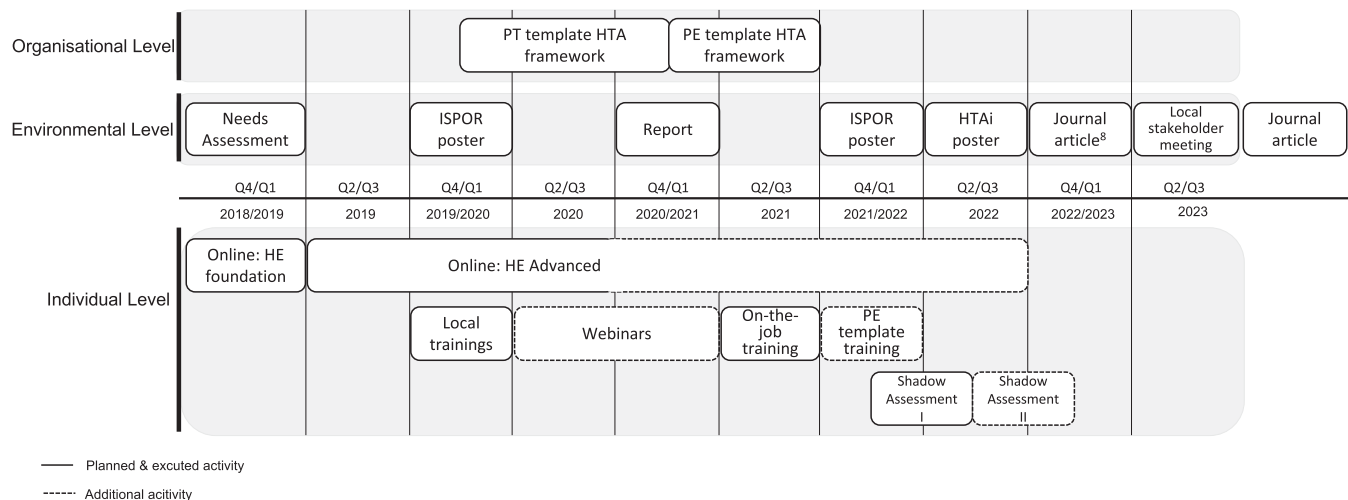 Organisational Level
PT template HTA
framework
PE template HTA
framework
Environmental Level
Needs
Assessment
ISPOR
poster
Report
ISPOR
poster
HTAi
poster
Journal
article⁸
Local
stakeholder
meeting
Journal
article
Q4/Q1 Q2/Q3 Q4/Q1 Q2/Q3 Q4/Q1 Q2/Q3 Q4/Q1 Q2/Q3 Q4/Q1 Q2/Q3
2018/2019 2019 2019/2020 2020 2020/2021 2021 2021/2022 2022 2022/2023 2023
Individual Level
Online: HE
foundation
Online: HE Advanced
Local
trainings
Webinars
On-the-
job
training
PE
template
training
Shadow
Assessment
I
Shadow
Assessment
II
Planned & excuted activity
Additional acitivity